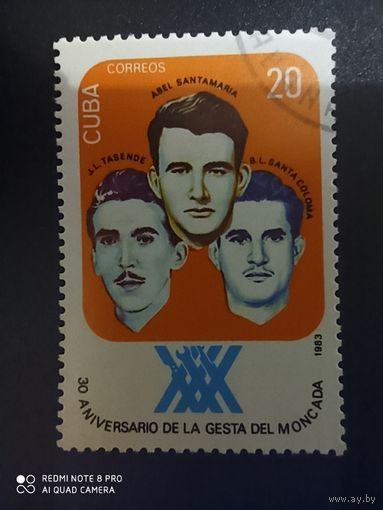 CUBA
CORREOS
20
ABEL SANTAMARIA
J.L. TASENDE
B.L. SANTA COLOMA
XXX
30 ANIVERSARIO DE LA GESTA DEL MONCADA
1983
REDMI NOTE 8 PRO
AI QUAD CAMERA
ay.by